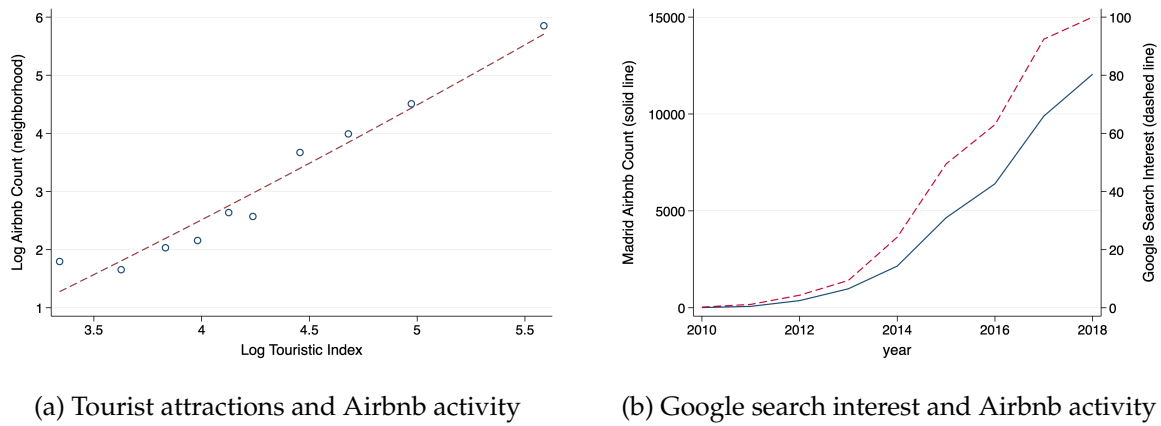 Log Airbnb Count (neighborhood)
6
5
4
3
2
1
3.5 4 4.5 5 5.5
Log Touristic Index
(a) Tourist attractions and Airbnb activity
Madrid Airbnb Count (solid line)
15000
10000
5000
0
Google Search Interest (dashed line)
100
80
60
40
20
0
2010 2012 2014 2016 2018
year
(b) Google search interest and Airbnb activity